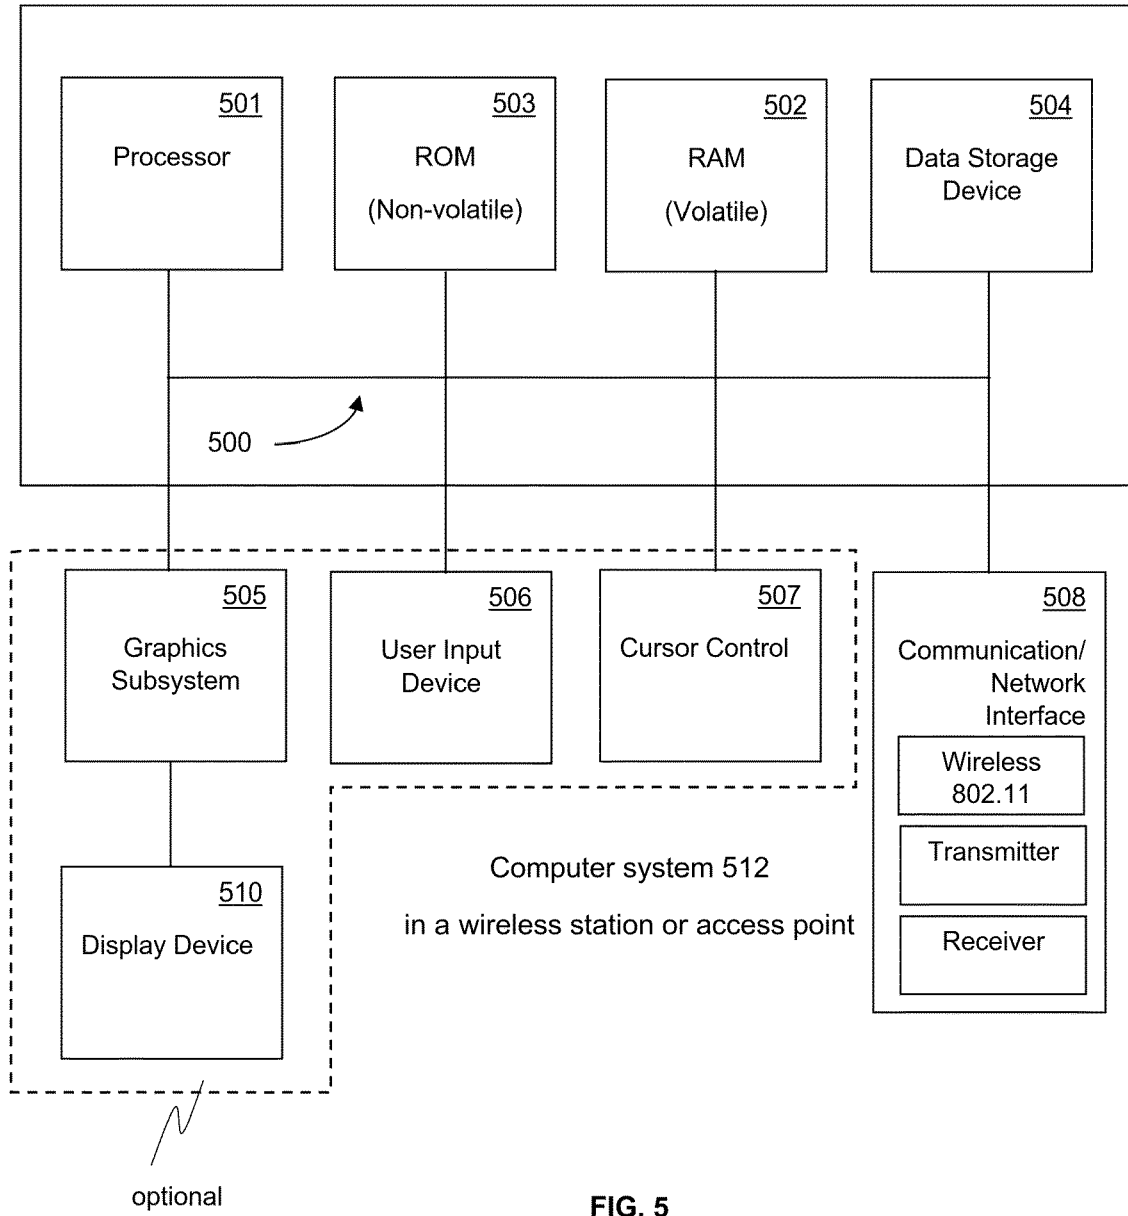 501
Processor
503
ROM
(Non-volatile)
502
RAM
(Volatile)
504
Data Storage
Device
500
505
Graphics
Subsystem
506
User Input
Device
507
Cursor Control
508
Communication/
Network
Interface
Wireless
802.11
Transmitter
Receiver
510
Display Device
Computer system 512
in a wireless station or access point
optional
FIG. 5